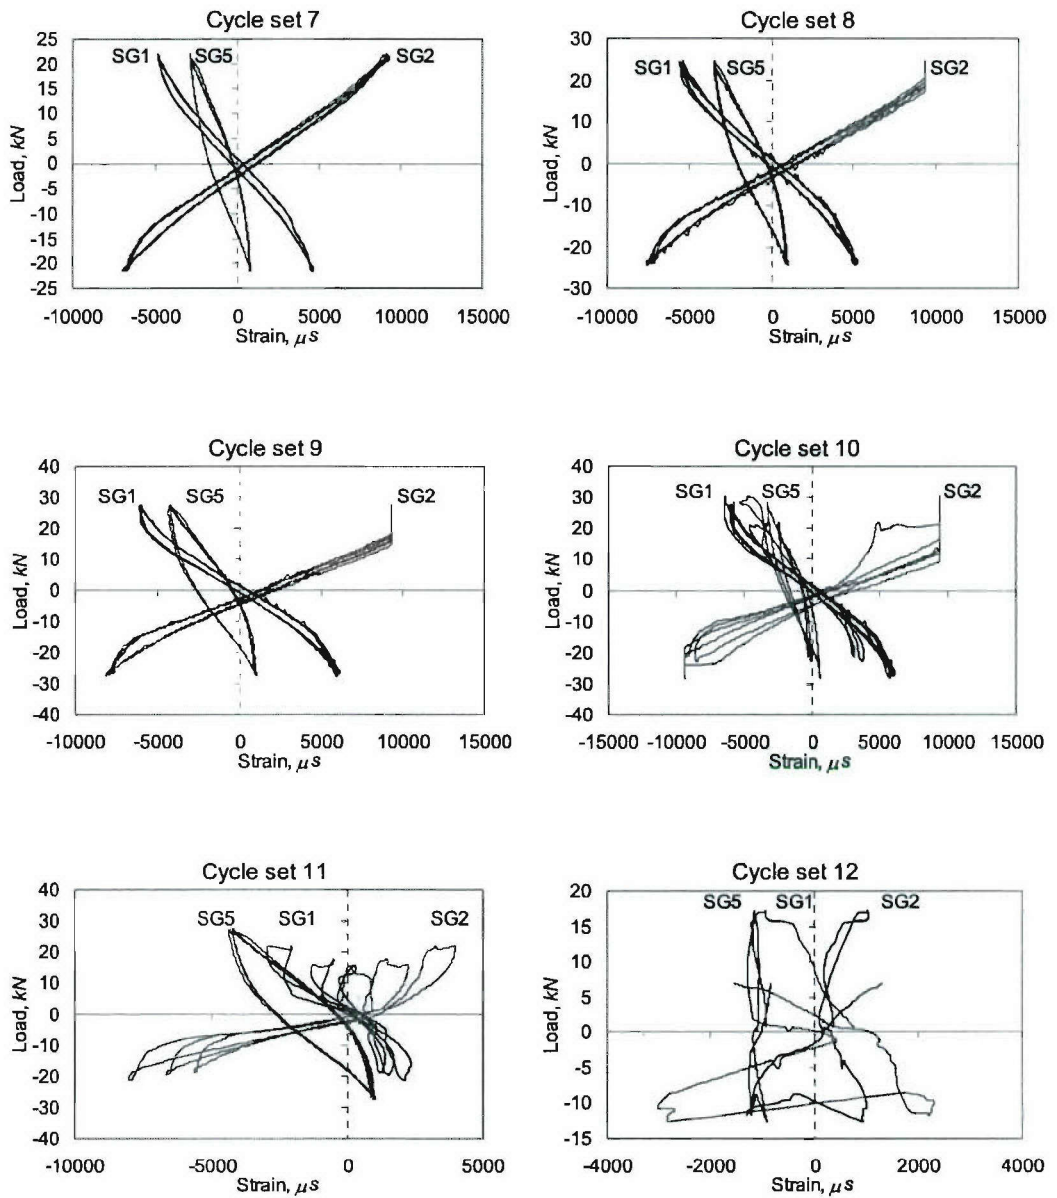 Cycle set 7
25
20
15
10
5
0
-5
-10
-15
-20
-25
Load, kN
SG1
SG5
SG2
-10000 -5000 0 5000 10000 15000
Strain, μs
Cycle set 8
30
20
10
0
-10
-20
-30
Load, kN
SG1
SG5
SG2
-10000 -5000 0 5000 10000 15000
Strain, μs
Cycle set 9
40
30
20
10
0
-10
-20
-30
-40
Load, kN
SG1
SG5
SG2
-10000 -5000 0 5000 10000 15000
Strain, μs
Cycle set 10
40
30
20
10
0
-10
-20
-30
-40
Load, kN
SG1
SG5
SG2
-15000 -10000 -5000 0 5000 10000 15000
Strain, μs
Cycle set 11
40
30
20
10
0
-10
-20
-30
-40
Load, kN
SG5
SG1
SG2
-10000 -5000 0 5000
Strain, μs
Cycle set 12
20
15
10
5
0
-5
-10
-15
Load, kN
SG5
SG1
SG2
-4000 -2000 0 2000 4000
Strain, μs